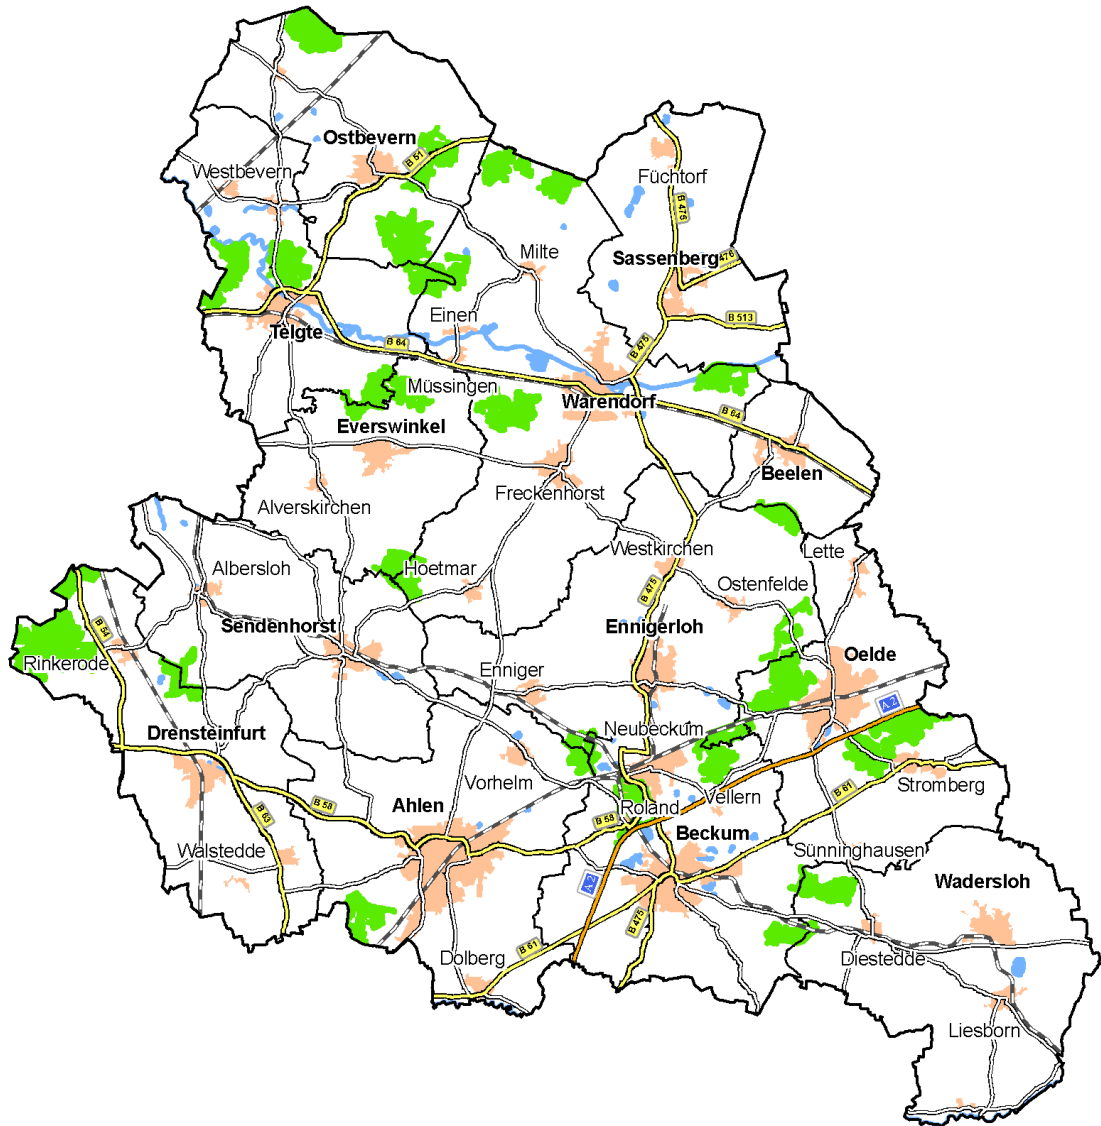 Ostbevern
B 51
Westbevern
Füchtorf
B 476
Milte
Sassenberg
476
Einen
B 513
Telgte
B 64
B 475
Müssingen
Warendorf
B 64
Everswinkel
Beelen
Freckenhorst
Alverskirchen
Westkirchen
Lette
Albersloh
Hoetmar
Ostenfelde
B 475
B 54
Sendenhorst
Ennigerloh
Rinkerode
Oelde
Enniger
A 2
Drensteinfurt
Neubeckum
Vorhelm
Stromberg
B 61
Vellern
B 58
Ahlen
Roland
B 58
B 63
Beckum
Walstedde
Sünninghausen
A 2
Wadersloh
B 475
B 61
Dolberg
Diestedde
Liesborn